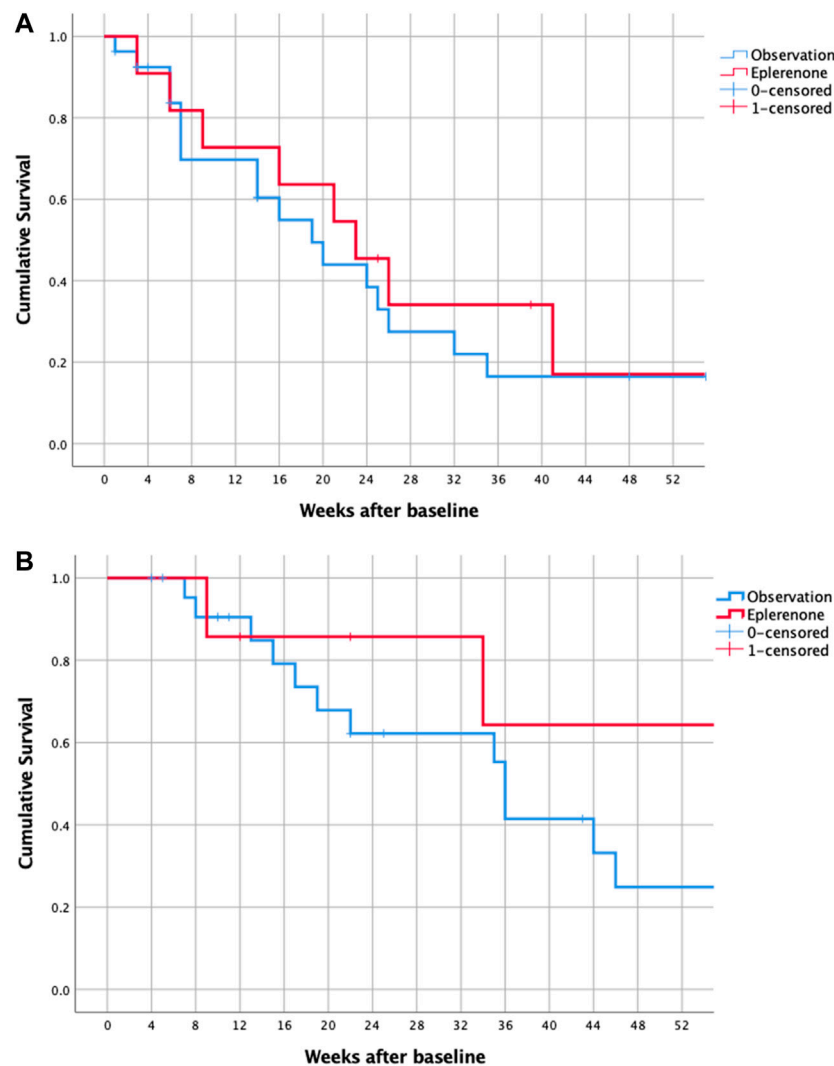 A
Observation
Eplerenone
0-censored
1-censored
Cumulative Survival
1.0
0.8
0.6
0.4
0.2
0.0
0 4 8 12 16 20 24 28 32 36 40 44 48 52
Weeks after baseline
B
Observation
Eplerenone
0-censored
1-censored
Cumulative Survival
1.0
0.8
0.6
0.4
0.2
0.0
0 4 8 12 16 20 24 28 32 36 40 44 48 52
Weeks after baseline